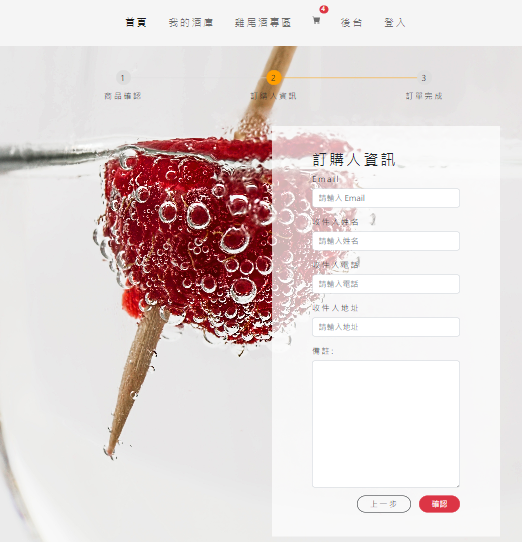 首頁 我的酒庫 雞尾酒專區 4 後台 登入
1 2 3
商品確認 訂購人資訊 訂單完成
訂購人資訊
Email
請輸入 Email
收件人姓名
請輸入姓名
收件人電話
請輸入電話
收件人地址
請輸入地址
備註:
上一步 確認